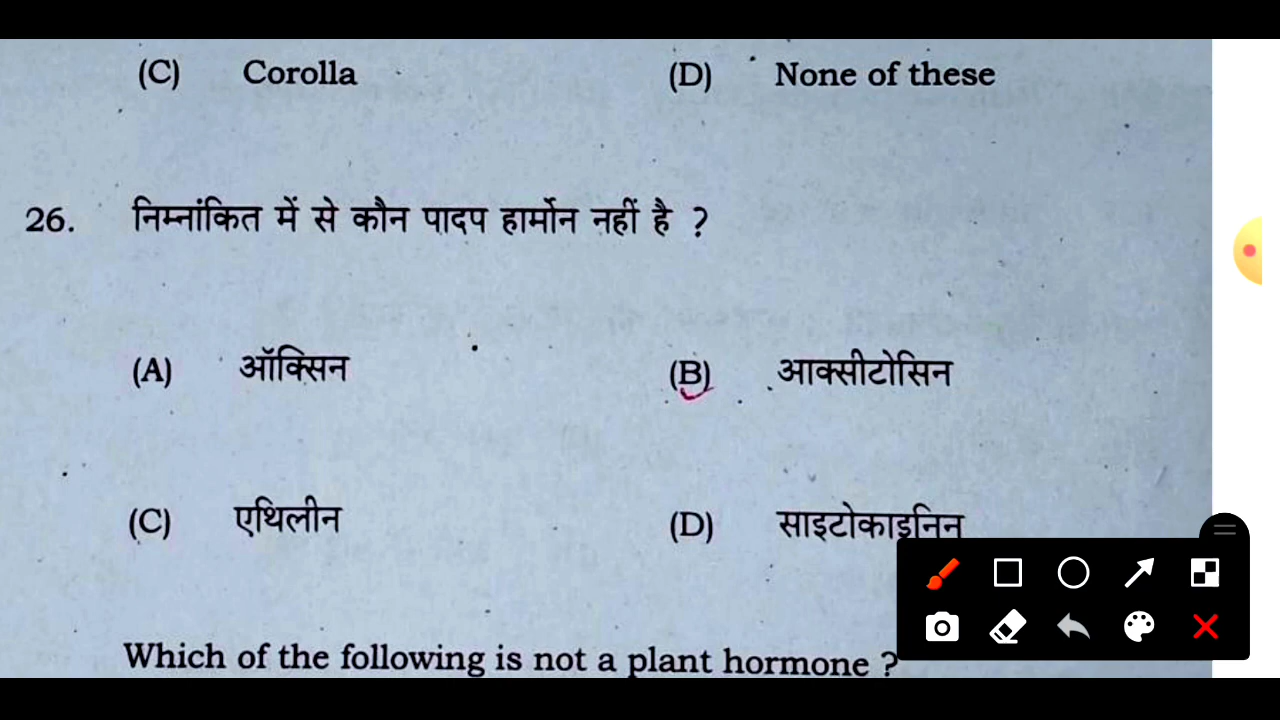 (C) Corolla (D) None of these
26. निम्नांकित में से कौन पादप हार्मोन नहीं है ?
(A) ऑक्सिन (B) आक्सीटोसिन
(C) एथिलीन (D) साइटोकाइनिन
Which of the following is not a plant hormone ?